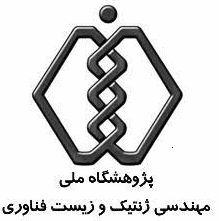 پژوهشگاه ملی
مهندسی ژنتیک و زیست فناوری